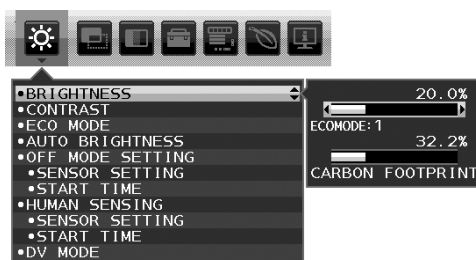 •BRIGHTNESS
•CONTRAST
•ECO MODE
•AUTO BRIGHTNESS
•OFF MODE SETTING
•SENSOR SETTING
•START TIME
•HUMAN SENSING
•SENSOR SETTING
•START TIME
•DV MODE
20.0%
ECOMODE:1
32.2%
CARBON FOOTPRINT